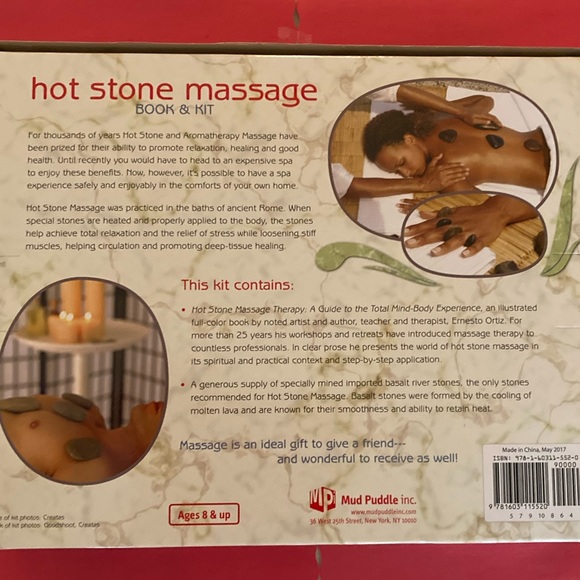 hot stone massage
BOOK & KIT
For thousands of years Hot Stone and Aromatherapy Massage have
been prized for their ability to promote relaxation, healing and good
health. Until recently you would have to head to an expensive spa
to enjoy these benefits. Now, however, it's possible to have a spa
experience safely and enjoyably in the comforts of your own home.
Hot Stone Massage was practiced in the baths of ancient Rome. When
special stones are heated and properly applied to the body, the stones
help achieve total relaxation and the relief of stress while loosening stiff
muscles, helping circulation and promoting deep-tissue healing.
This kit contains:
• Hot Stone Massage Therapy: A Guide to the Total Mind-Body Experience, an illustrated
full-color book by noted artist and author, teacher and therapist, Ernesto Ortiz. For
more than 25 years his workshops and retreats have introduced massage therapy to
countless professionals. In clear prose he presents the world of hot stone massage in
its spiritual and practical context and step-by-step application.
• A generous supply of specially mined imported basalt river stones, the only stones
recommended for Hot Stone Massage. Basalt stones were formed by the cooling of
molten lava and are known for their smoothness and ability to retain heat.
Massage is an ideal gift to give a friend---
and wonderful to receive as well!
Made in China, May 2017
ISBN: 978-1-60311-552-0
90000
9 781603 115520
5 7 9 10 8 6 4
of kit photos: Creatas
of kit photos: Goodshoot, Creatas
Ages 8 & up
MP Mud Puddle inc.
www.mudpuddleinc.com
36 West 25th Street, New York, NY 10010